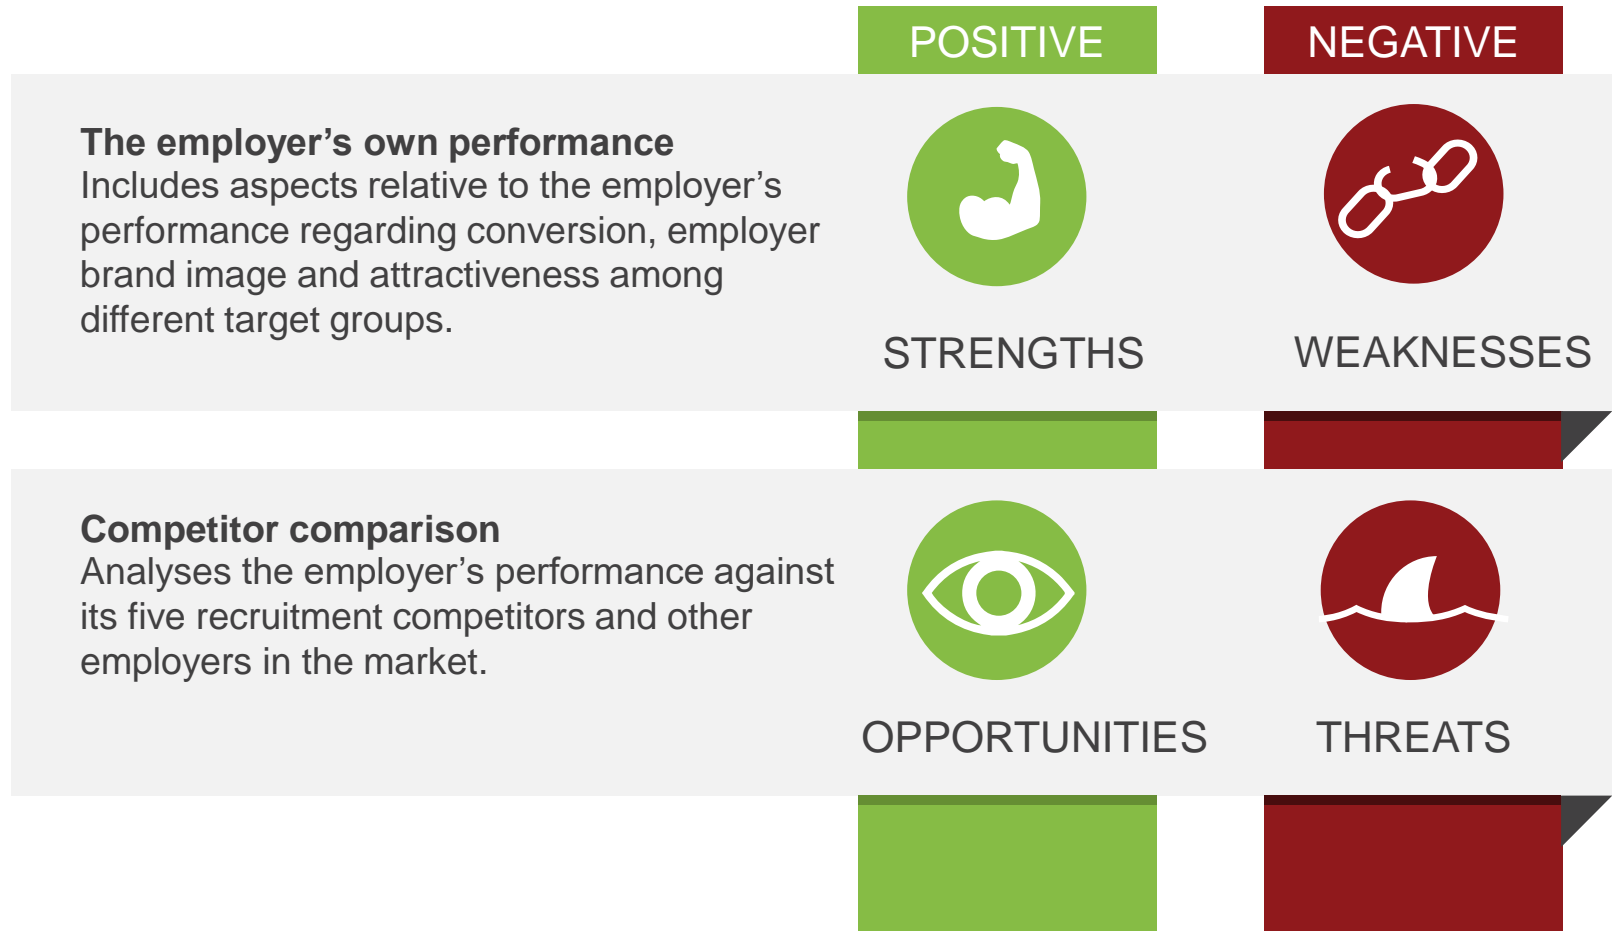 POSITIVE
NEGATIVE
The employer’s own performance
Includes aspects relative to the employer’s
performance regarding conversion, employer
brand image and attractiveness among
different target groups.
STRENGTHS
WEAKNESSES
Competitor comparison
Analyses the employer’s performance against
its five recruitment competitors and other
employers in the market.
OPPORTUNITIES
THREATS